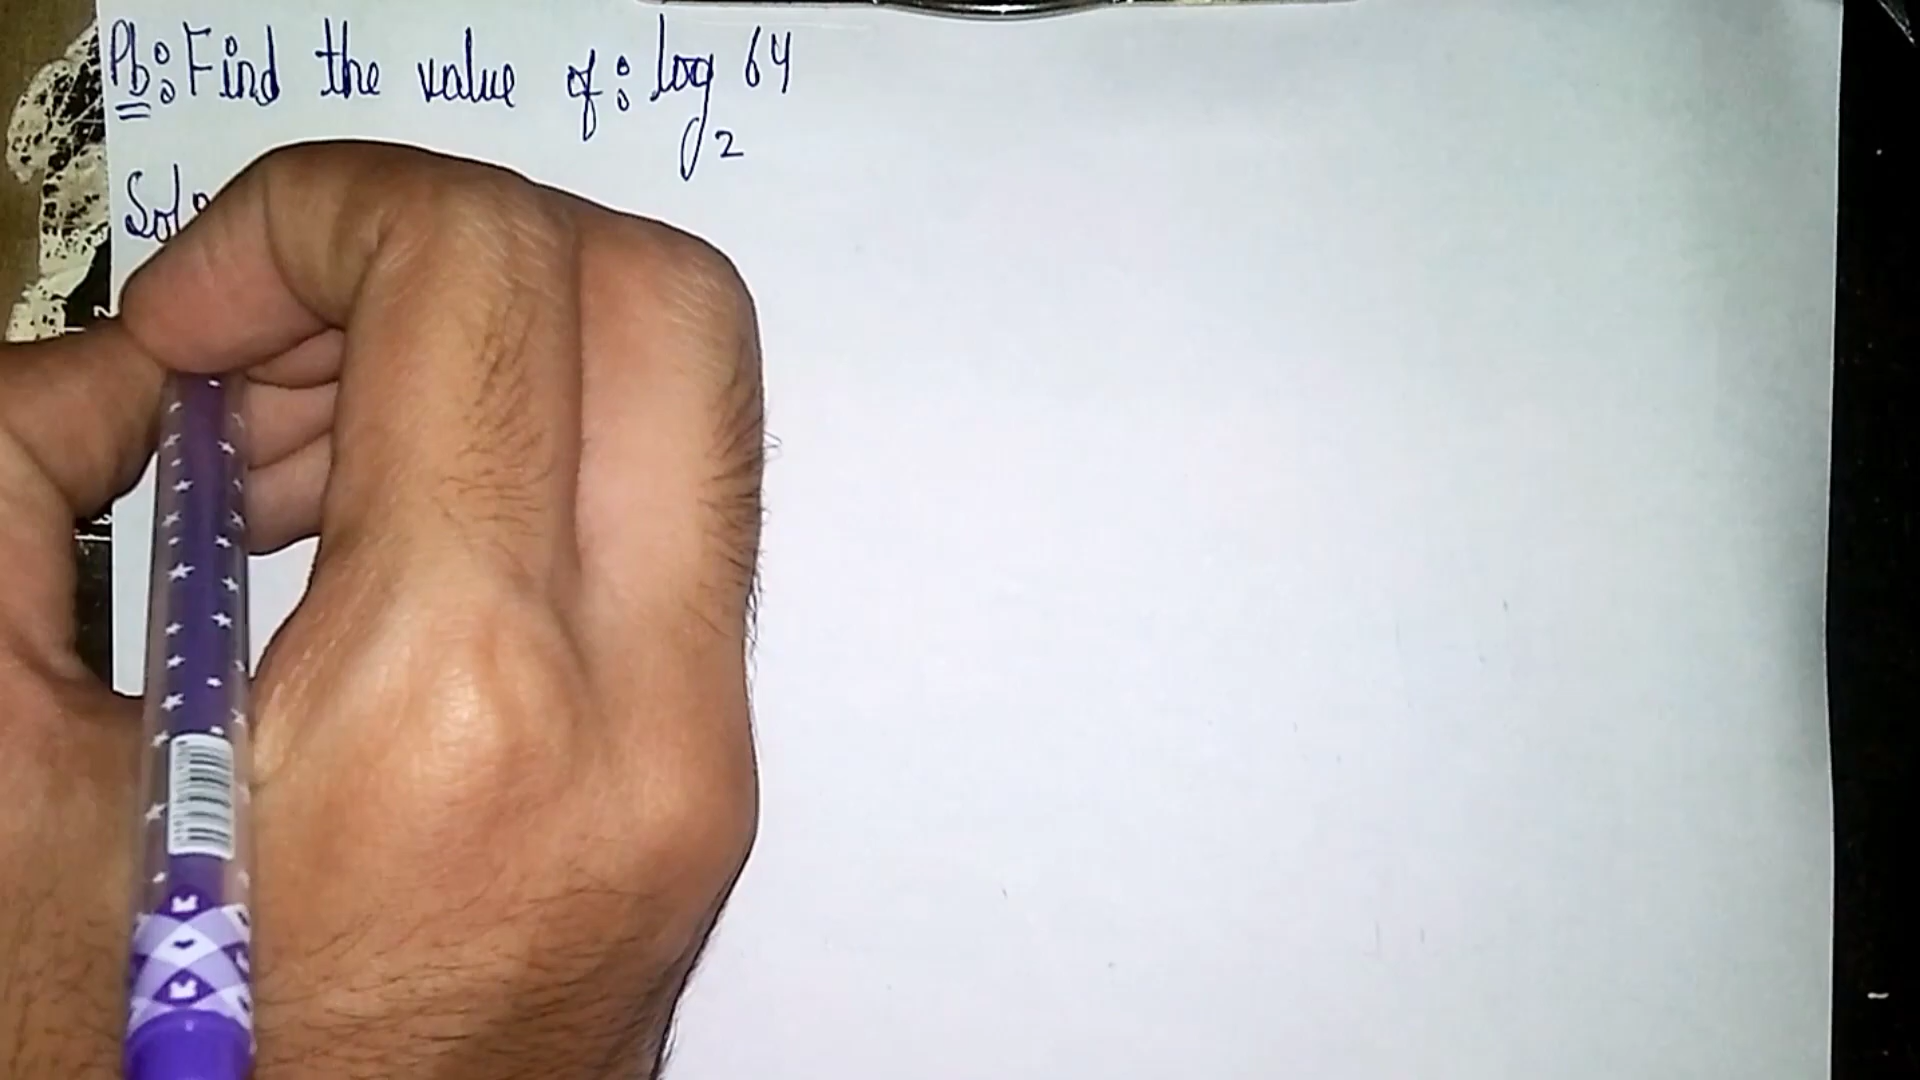 Pb: Find the value of: log₂ 64
Sol